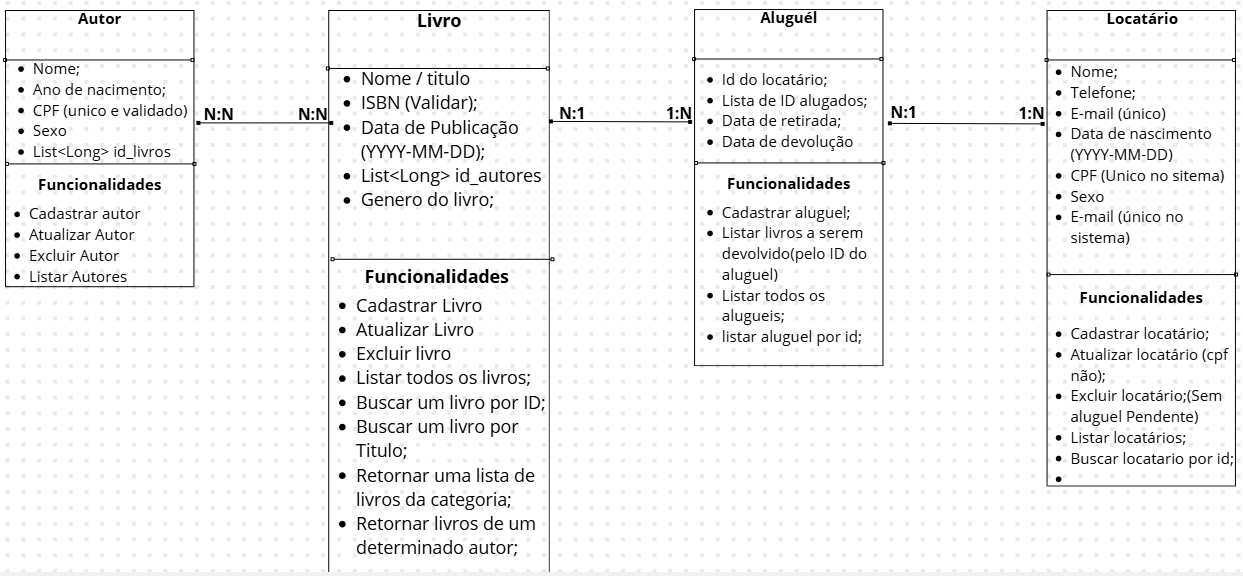 Autor
Nome;
Ano de nacimento;
CPF (unico e validado)
Sexo
List<Long> id_livros
Funcionalidades
Cadastrar autor
Atualizar Autor
Excluir Autor
Listar Autores
N:N
N:N
Livro
Nome / titulo
ISBN (Validar);
Data de Publicação
(YYYY-MM-DD);
List<Long> id_autores
Genero do livro;
Funcionalidades
Cadastrar Livro
Atualizar Livro
Excluir livro
Listar todos os livros;
Buscar um livro por ID;
Buscar um livro por
Titulo;
Retornar uma lista de
livros da categoria;
Retornar livros de um
determinado autor;
N:1
1:N
Aluguél
Id do locatário;
Lista de ID alugados;
Data de retirada;
Data de devolução
Funcionalidades
Cadastrar aluguel;
Listar livros a serem
devolvido(pelo ID do
aluguel)
Listar todos os
alugueis;
listar aluguel por id;
N:1
1:N
Locatário
Nome;
Telefone;
E-mail (único)
Data de nascimento
(YYYY-MM-DD)
CPF (Unico no sitema)
Sexo
E-mail (único no
sistema)
Funcionalidades
Cadastrar locatário;
Atualizar locatário (cpf
não);
Excluir locatário;(Sem
aluguel Pendente)
Listar locatários;
Buscar locatario por id;